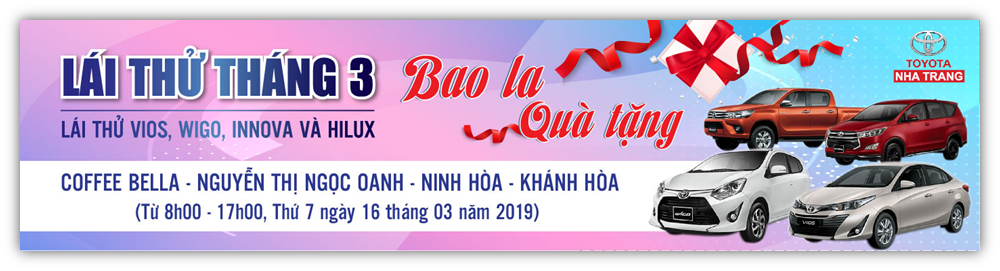 LÁI THỬ THÁNG 3
LÁI THỬ VIOS, WIGO, INNOVA VÀ HILUX
Bao la
Quà tặng
TOYOTA
NHA TRANG
COFFEE BELLA - NGUYỄN THỊ NGỌC OANH - NINH HÒA - KHÁNH HÒA
(Từ 8h00 - 17h00, Thứ 7 ngày 16 tháng 03 năm 2019)
WIGO
VIOS